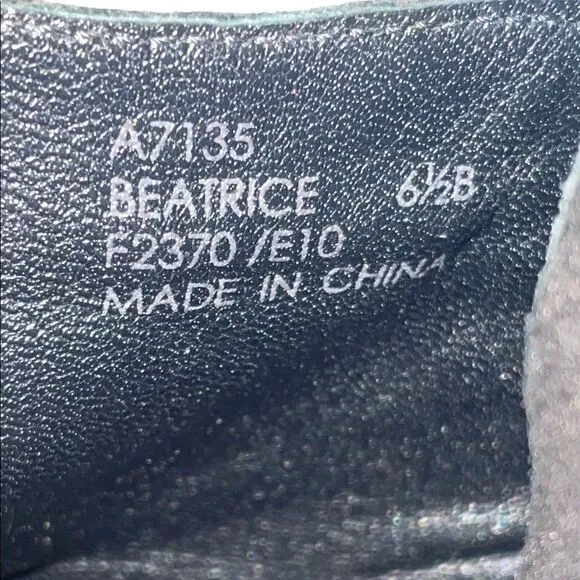 A7135
BEATRICE 6½B
F2370/E10
MADE IN CHINA